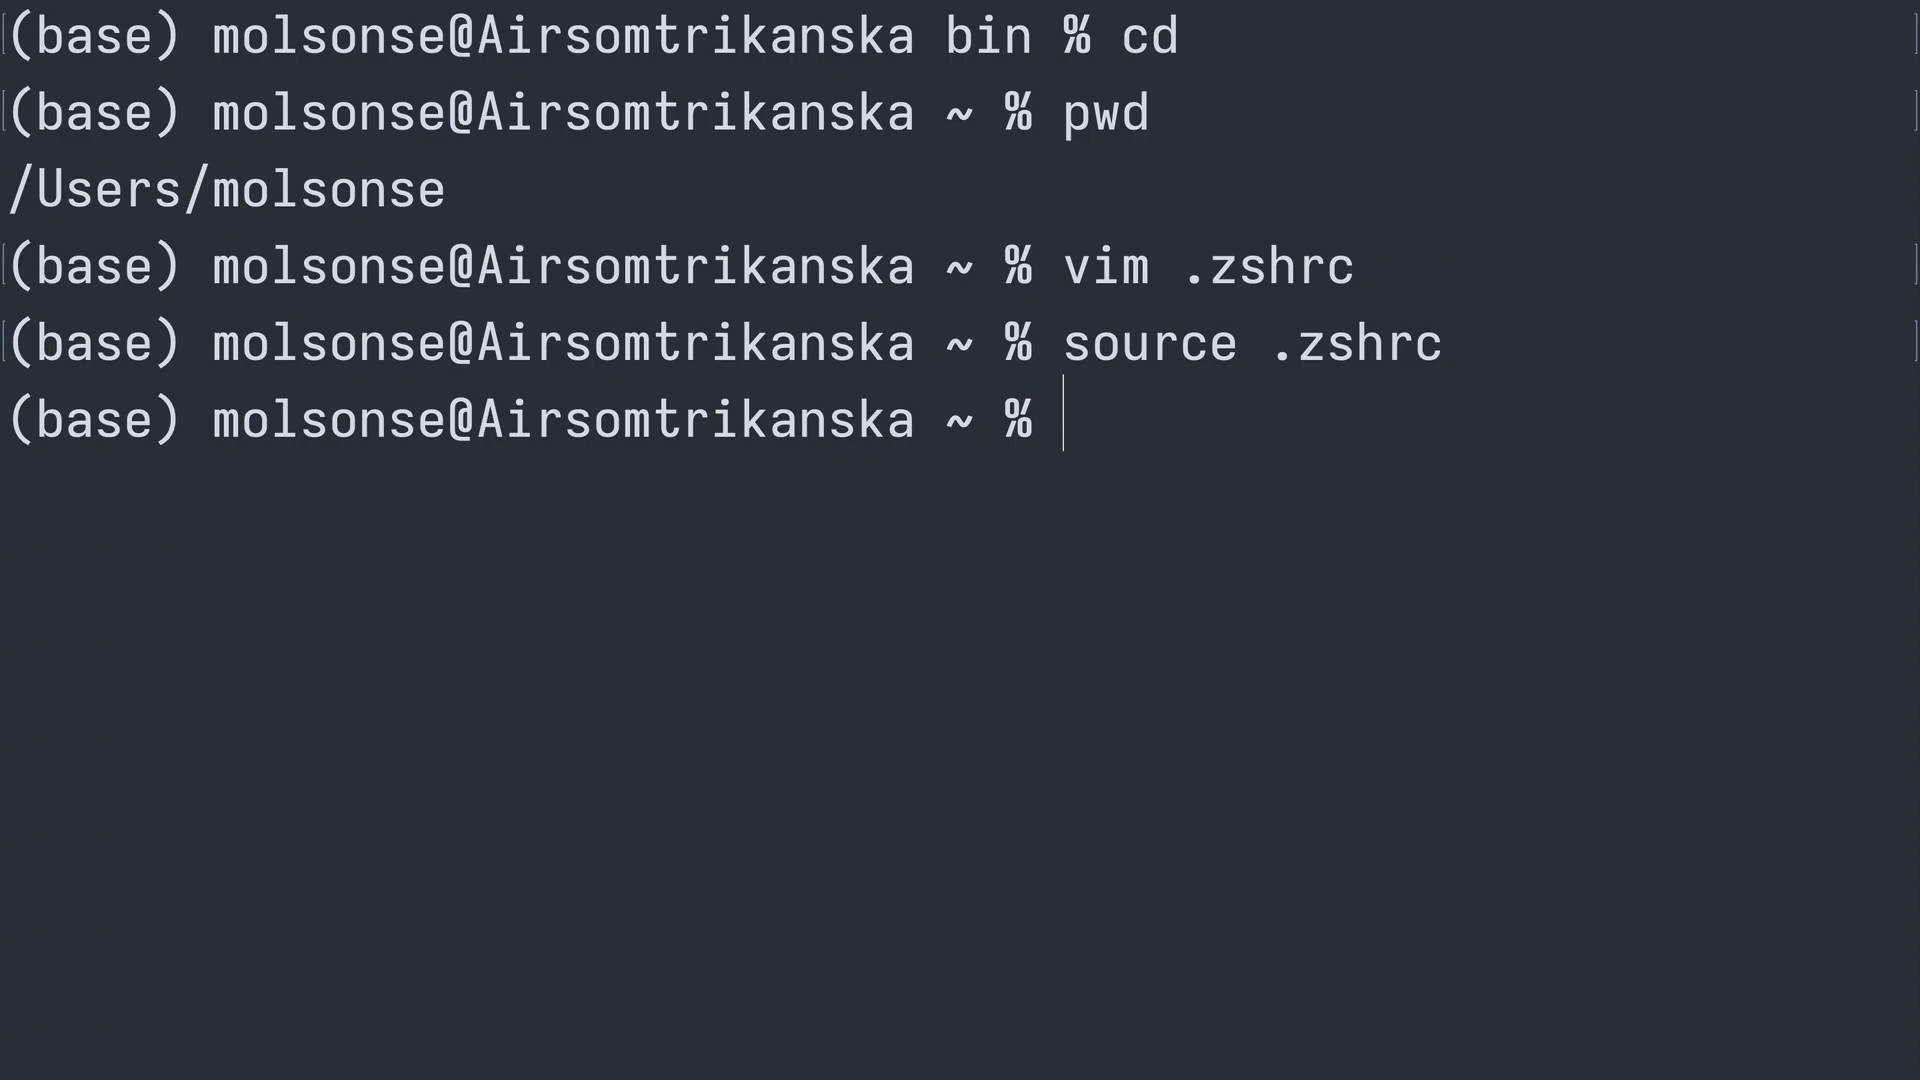 (base) molsonse@Airsomtrikanska bin % cd
(base) molsonse@Airsomtrikanska ~ % pwd
/Users/molsonse
(base) molsonse@Airsomtrikanska ~ % vim .zshrc
(base) molsonse@Airsomtrikanska ~ % source .zshrc
(base) molsonse@Airsomtrikanska ~ %